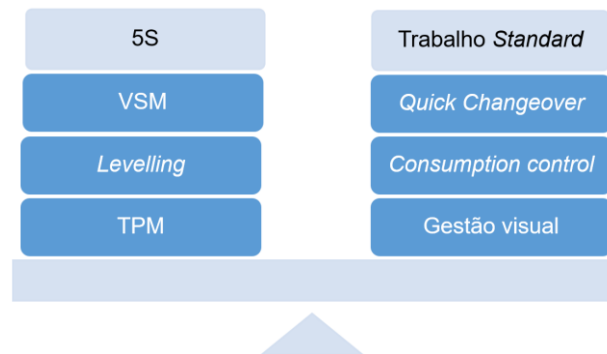 5S
VSM
Levelling
TPM
Trabalho Standard
Quick Changeover
Consumption control
Gestão visual